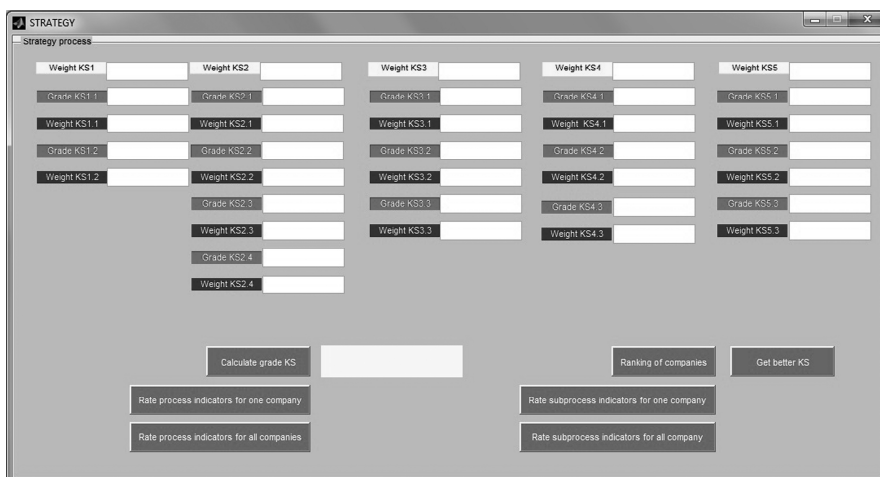 STRATEGY
Strategy process
Weight KS1 Weight KS2 Weight KS3 Weight KS4 Weight KS5
Grade KS1.1 Grade KS2.1 Grade KS3.1 Grade KS4.1 Grade KS5.1
Weight KS1.1 Weight KS2.1 Weight KS3.1 Weight KS4.1 Weight KS5.1
Grade KS1.2 Grade KS2.2 Grade KS3.2 Grade KS4.2 Grade KS5.2
Weight KS1.2 Weight KS2.2 Weight KS3.2 Weight KS4.2 Weight KS5.2
Grade KS2.3 Grade KS3.3 Grade KS4.3 Grade KS5.3
Weight KS2.3 Weight KS3.3 Weight KS4.3 Weight KS5.3
Grade KS2.4
Weight KS2.4
Calculate grade KS Ranking of companies Get better KS
Rate process indicators for one company Rate subprocess indicators for one company
Rate process indicators for all companies Rate subprocess indicators for all company